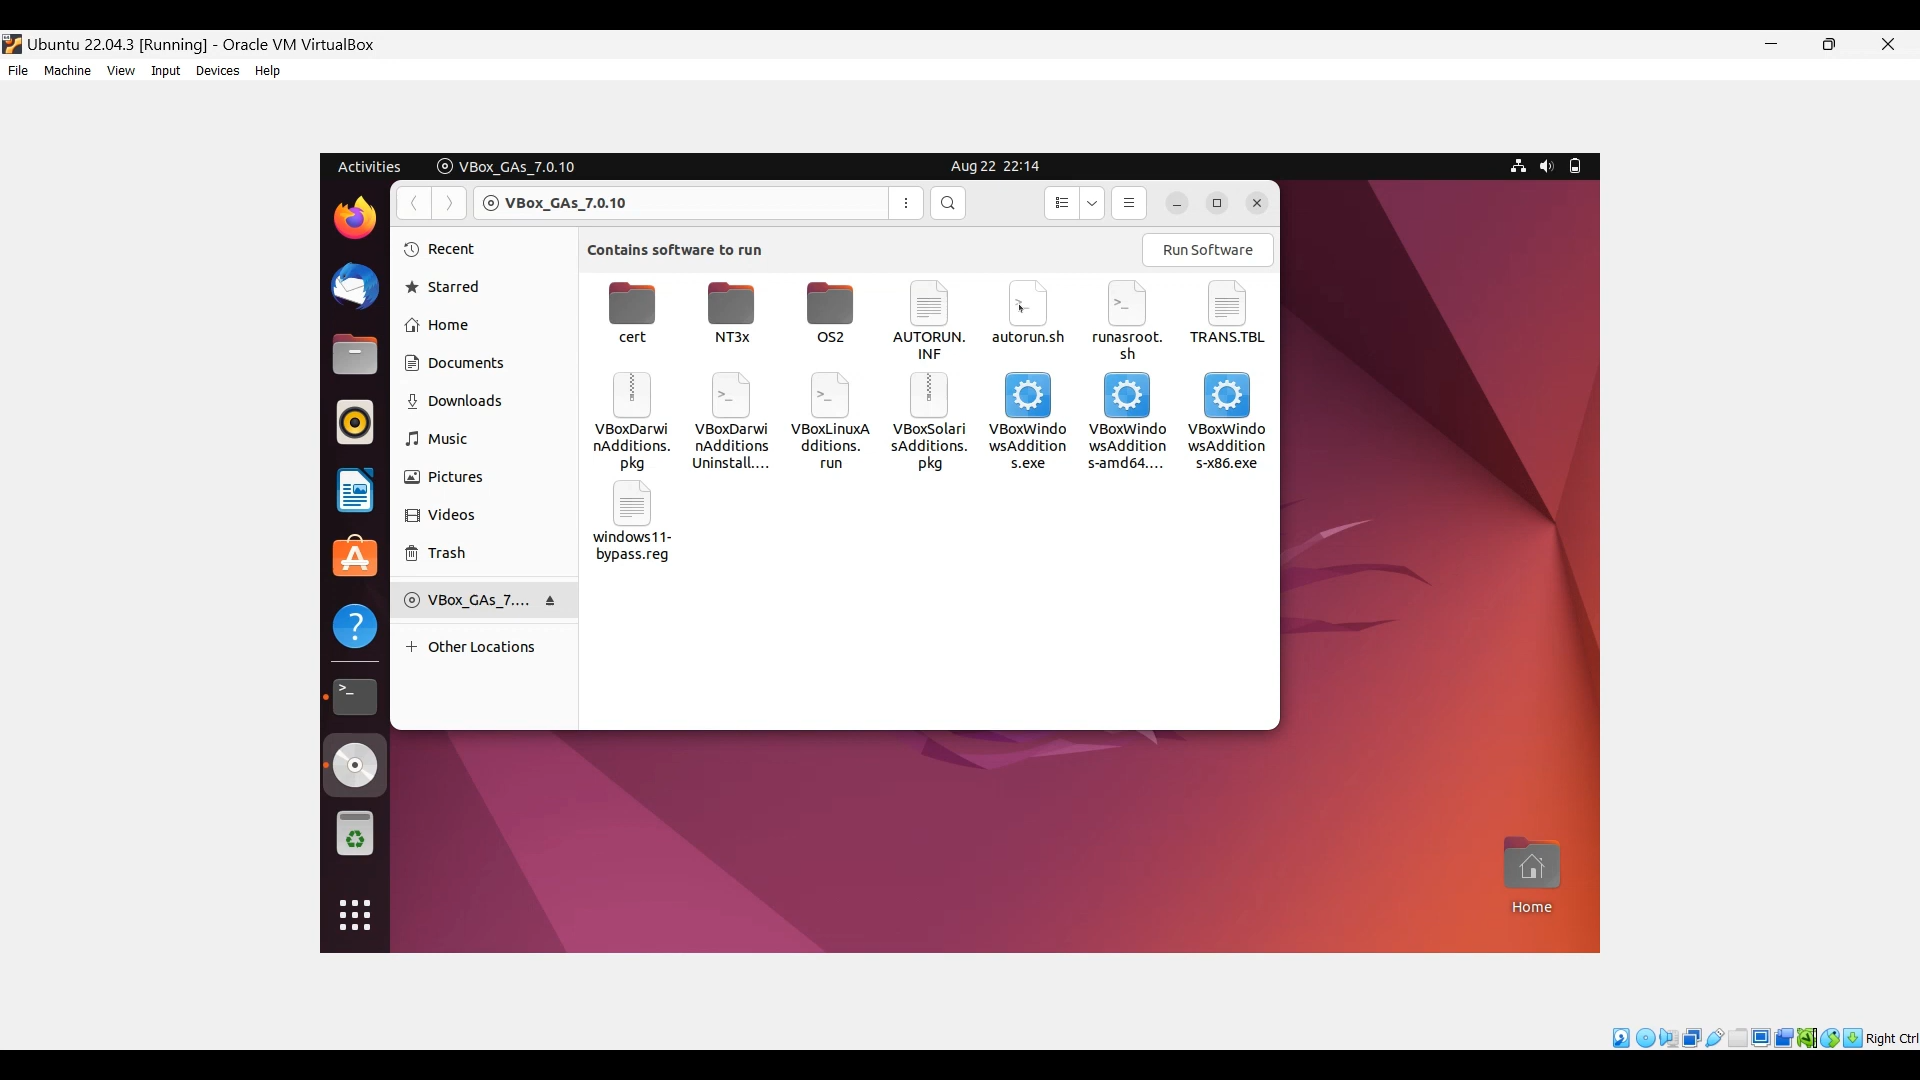 Ubuntu 22.04.3 [Running] - Oracle VM VirtualBox
File Machine View Input Devices Help
Activities VBox_GAs_7.0.10 Aug 22 22:14
VBox_GAs_7.0.10
Recent
Starred
Home
Documents
Downloads
Music
Pictures
Videos
Trash
VBox_GAs_7....
Other Locations
Contains software to run Run Software
cert
NT3x
OS2
AUTORUN.
INF
autorun.sh
runasroot.
sh
TRANS.TBL
VBoxDarwi
nAdditions.
pkg
VBoxDarwi
nAdditions
Uninstall....
VBoxLinuxA
dditions.
run
VBoxSolari
sAdditions.
pkg
VBoxWindo
wsAddition
s.exe
VBoxWindo
wsAddition
s-amd64....
VBoxWindo
wsAddition
s-x86.exe
windows11-
bypass.reg
Home
Right Ctrl